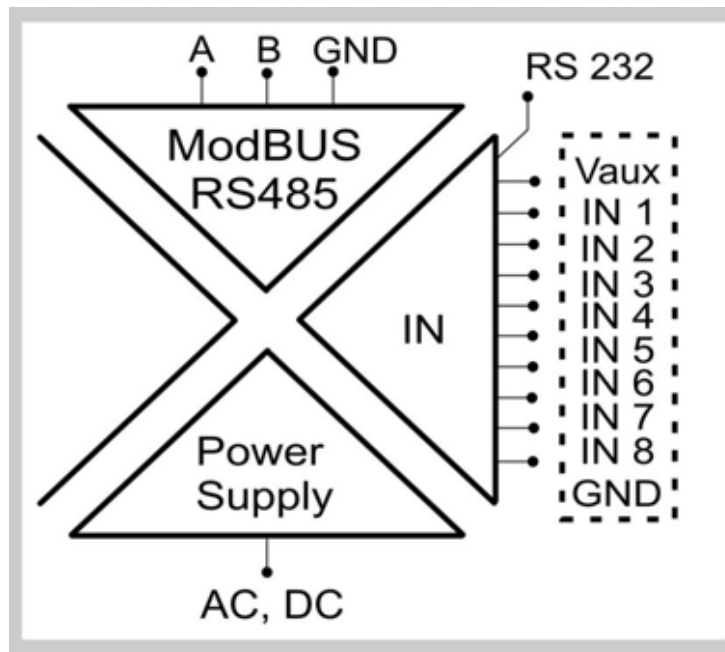 A B GND
RS 232
ModBUS
RS485
Vaux
IN 1
IN 2
IN 3
IN 4
IN 5
IN 6
IN 7
IN 8
GND
IN
Power
Supply
AC, DC